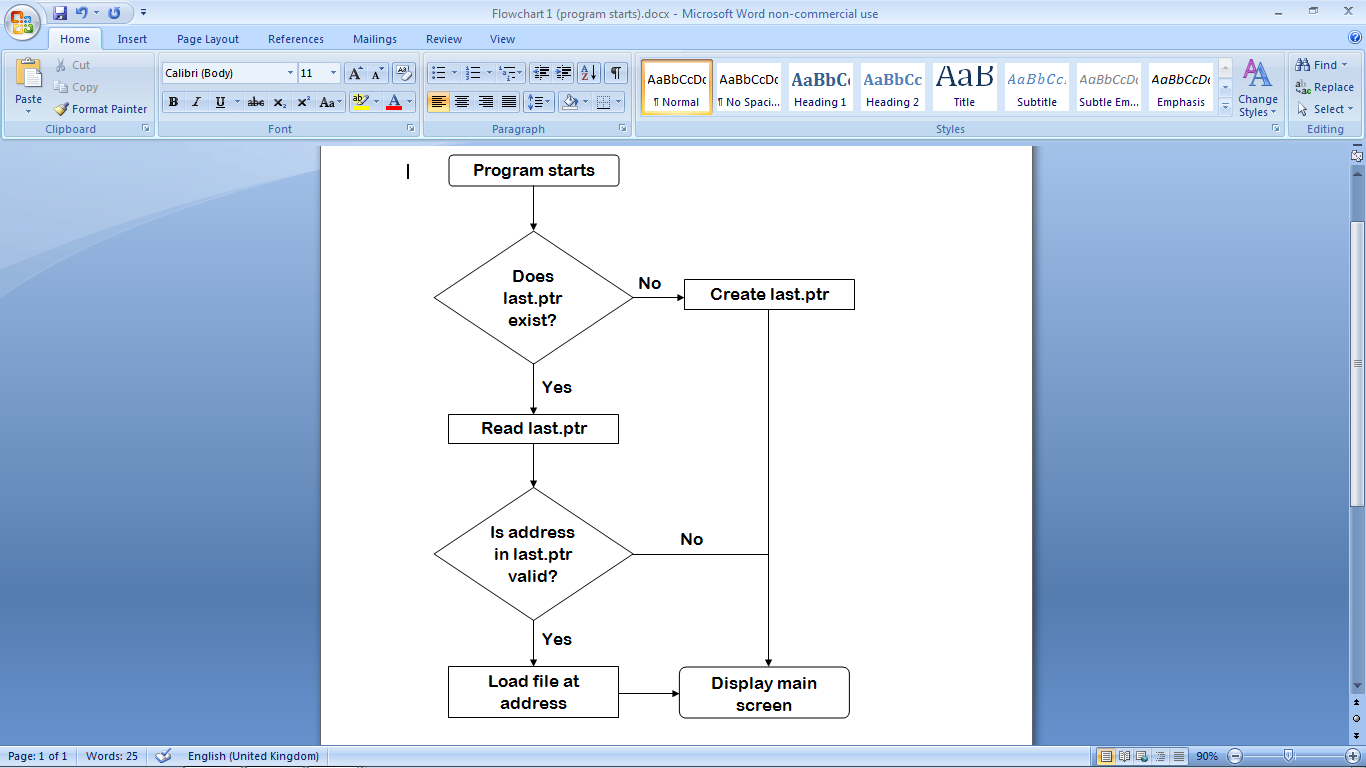 Flowchart 1 (program starts).docx - Microsoft Word non-commercial use
Home Insert Page Layout References Mailings Review View
Paste
Cut
Copy
Format Painter
Clipboard
Calibri (Body) 11
B I U abc x₂ x² Aa
Font
Paragraph
AaBbCcDc AaBbCcDc AaBbC AaBbCc AaB AaBbCc. AaBbCcDc AaBbCcDc
¶ Normal ¶ No Spaci... Heading 1 Heading 2 Title Subtitle Subtle Em... Emphasis
Change
Styles
Styles
Find
Replace
Select
Editing
Program starts
Does
last.ptr
exist?
No
Create last.ptr
Yes
Read last.ptr
Is address
in last.ptr
valid?
No
Yes
Load file at
address
Display main
screen
Page: 1 of 1 Words: 25 English (United Kingdom) 90%